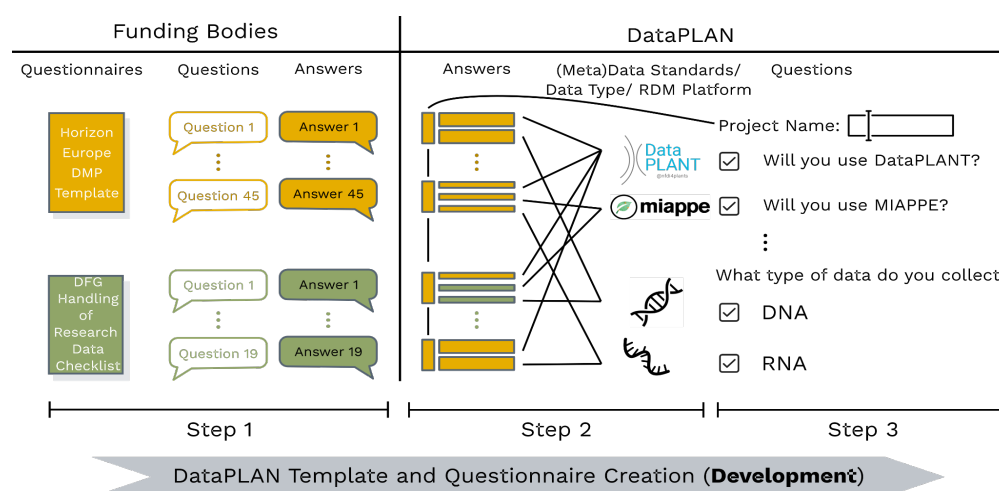 Funding Bodies
DataPLAN
Questionnaires
Questions
Answers
Answers
(Meta)Data Standards/
Data Type/ RDM Platform
Questions
Horizon
Europe
DMP
Template
Question 1
Answer 1
Question 45
Answer 45
DFG
Handling
of
Research
Data
Checklist
Question 1
Answer 1
Question 19
Answer 19
Data
PLANT
@nfdi4plants
miappe
Project Name:
Will you use DataPLANT?
Will you use MIAPPE?
What type of data do you collect
DNA
RNA
Step 1
Step 2
Step 3
DataPLAN Template and Questionnaire Creation (Development)